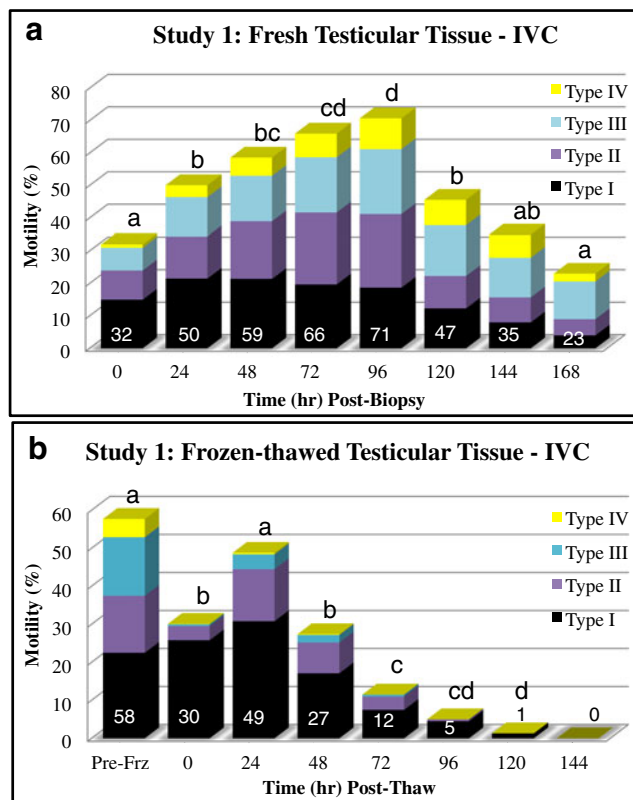 a
Study 1: Fresh Testicular Tissue - IVC
80
70
60
50
40
30
20
10
0
Motility (%)
Type IV
Type III
Type II
Type I
a b bc cd d b ab a
32 50 59 66 71 47 35 23
0 24 48 72 96 120 144 168
Time (hr) Post-Biopsy
b
Study 1: Frozen-thawed Testicular Tissue - IVC
60
50
40
30
20
10
0
Motility (%)
Type IV
Type III
Type II
Type I
a b a b c cd d
58 30 49 27 12 5 1 0
Pre-Frz 0 24 48 72 96 120 144
Time (hr) Post-Thaw